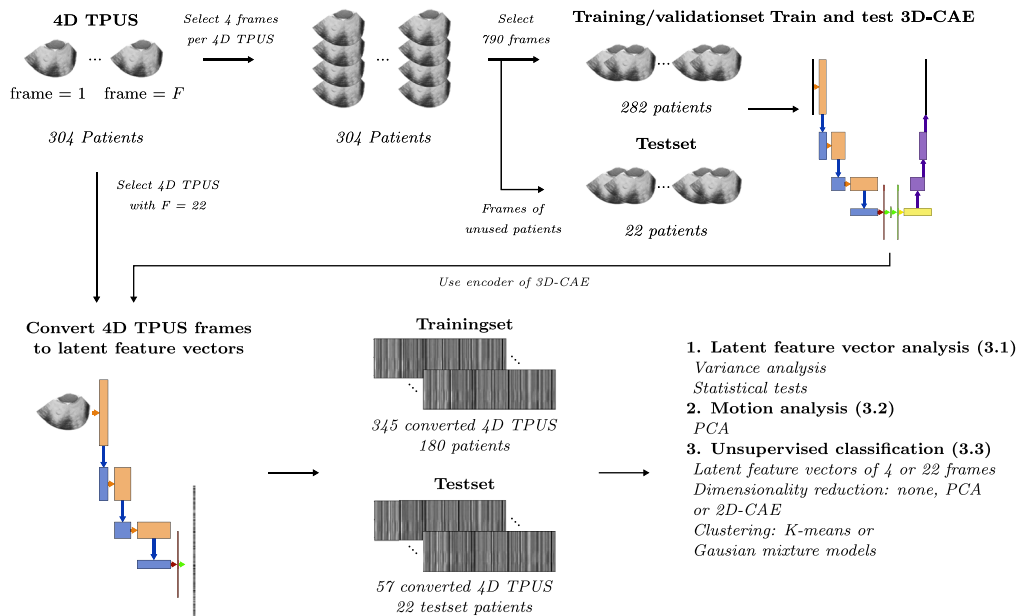 4D TPUS
frame = 1 frame = F
304 Patients
Select 4 frames
per 4D TPUS
304 Patients
Select
790 frames
Training/validationset Train and test 3D-CAE
282 patients
Testset
22 patients
Frames of
unused patients
Select 4D TPUS
with F = 22
Use encoder of 3D-CAE
Convert 4D TPUS frames
to latent feature vectors
Trainingset
345 converted 4D TPUS
180 patients
Testset
57 converted 4D TPUS
22 testset patients
1. Latent feature vector analysis (3.1)
Variance analysis
Statistical tests
2. Motion analysis (3.2)
PCA
3. Unsupervised classification (3.3)
Latent feature vectors of 4 or 22 frames
Dimensionality reduction: none, PCA
or 2D-CAE
Clustering: K-means or
Gausian mixture models